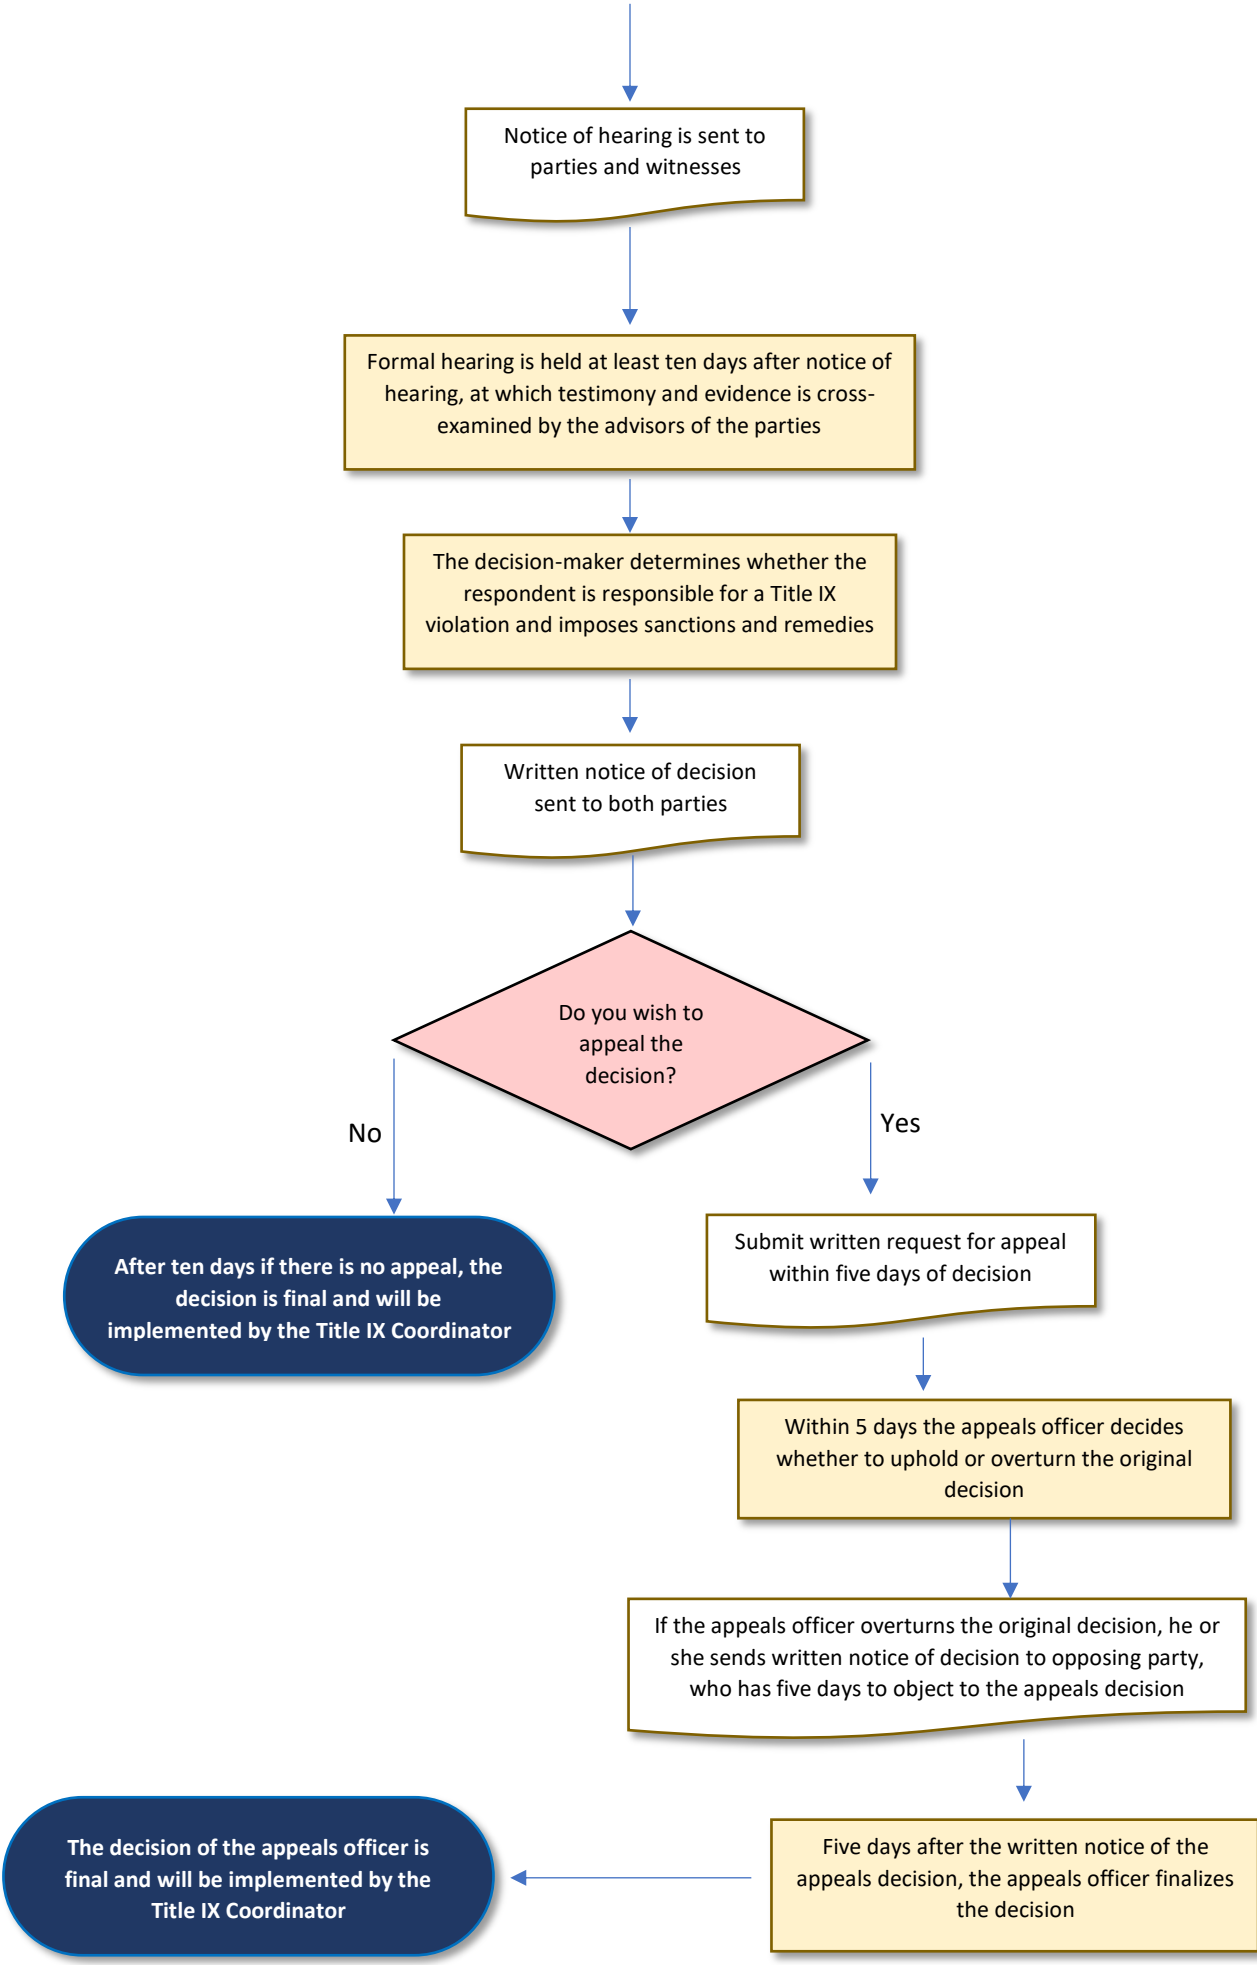 Notice of hearing is sent to
parties and witnesses
Formal hearing is held at least ten days after notice of
hearing, at which testimony and evidence is cross-
examined by the advisors of the parties
The decision-maker determines whether the
respondent is responsible for a Title IX
violation and imposes sanctions and remedies
Written notice of decision
sent to both parties
Do you wish to
appeal the
decision?
No
Yes
After ten days if there is no appeal, the
decision is final and will be
implemented by the Title IX Coordinator
Submit written request for appeal
within five days of decision
Within 5 days the appeals officer decides
whether to uphold or overturn the original
decision
If the appeals officer overturns the original decision, he or
she sends written notice of decision to opposing party,
who has five days to object to the appeals decision
Five days after the written notice of the
appeals decision, the appeals officer finalizes
the decision
The decision of the appeals officer is
final and will be implemented by the
Title IX Coordinator